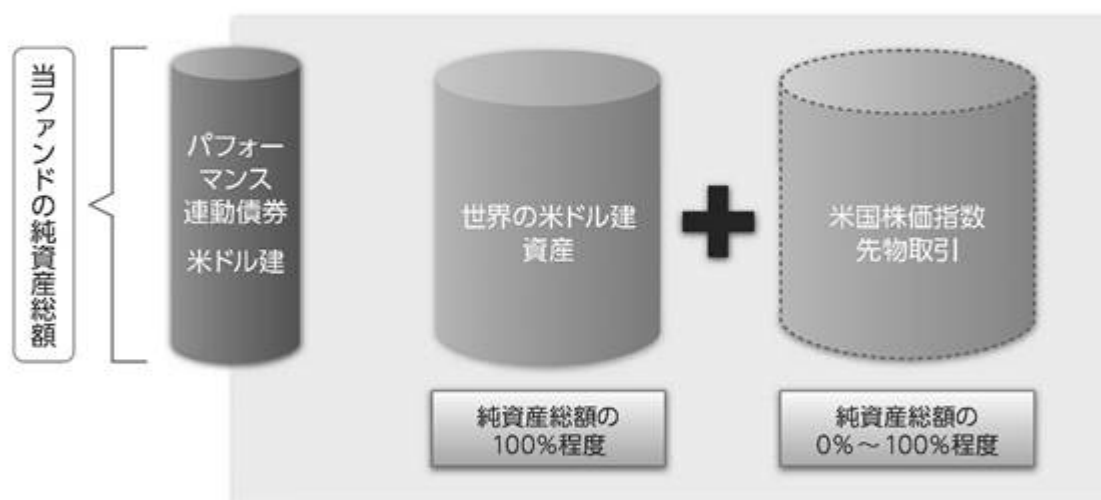 当ファンドの純資産総額
パフォー
マンス
連動債券
米ドル建
世界の米ドル建
資産
米国株価指数
先物取引
純資産総額の
100%程度
純資産総額の
0%～100%程度